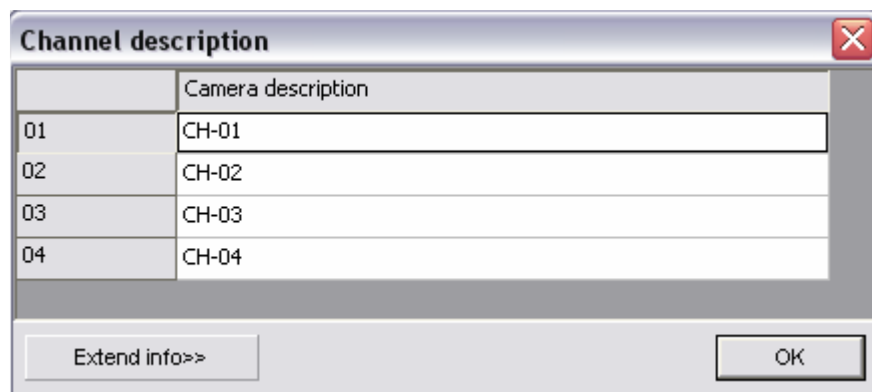 Channel description
Camera description
01 CH-01
02 CH-02
03 CH-03
04 CH-04
Extend info>> OK